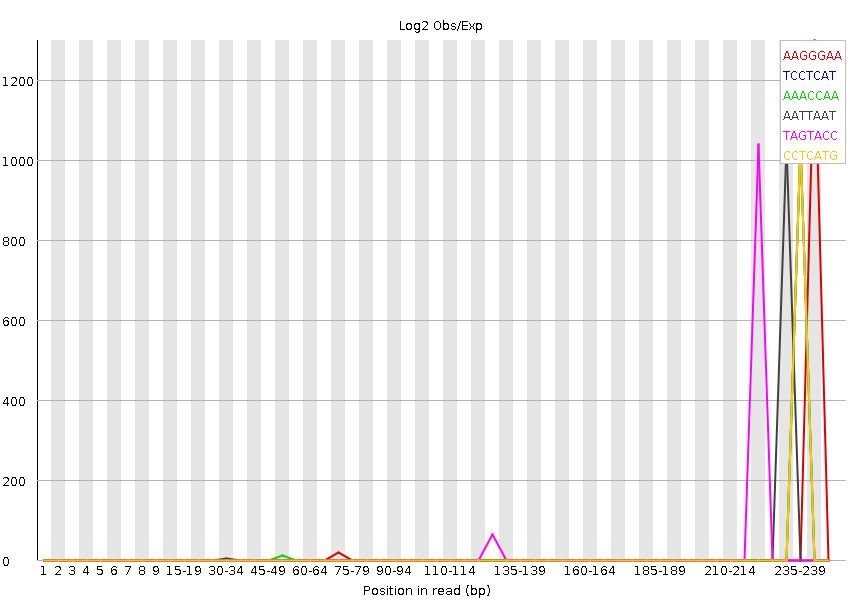 Log2 Obs/Exp
1200
1000
800
600
400
200
0
AAGGGAA
TCCTCAT
AAACCAA
AATTAAT
TAGTACC
CCTCATG
1 2 3 4 5 6 7 8 9 15-19 30-34 45-49 60-64 75-79 90-94 110-114 135-139 160-164 185-189 210-214 235-239
Position in read (bp)